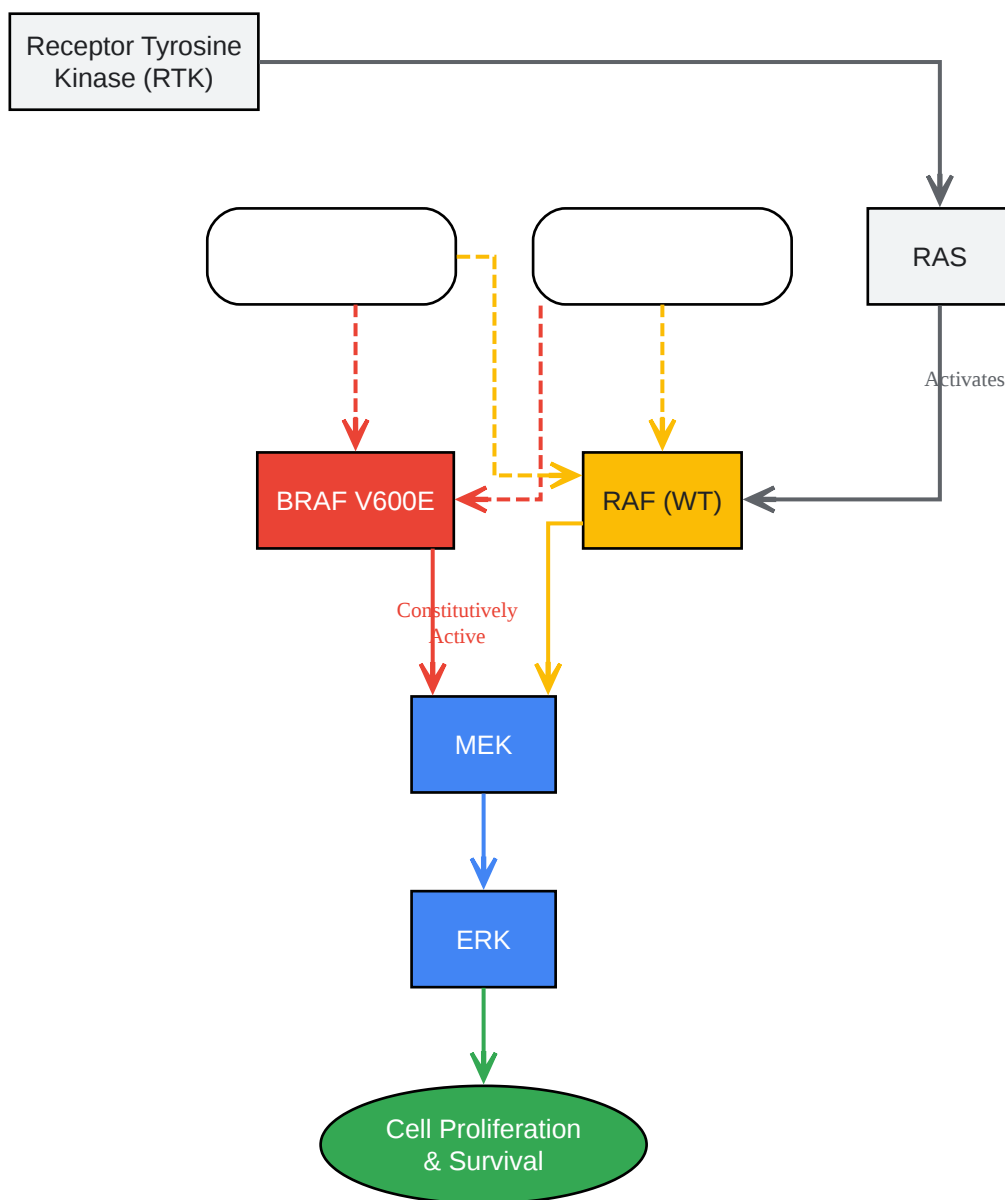 Receptor Tyrosine
Kinase (RTK)
RAS
Activates
BRAF V600E
RAF (WT)
Constitutively
Active
MEK
ERK
Cell Proliferation
& Survival